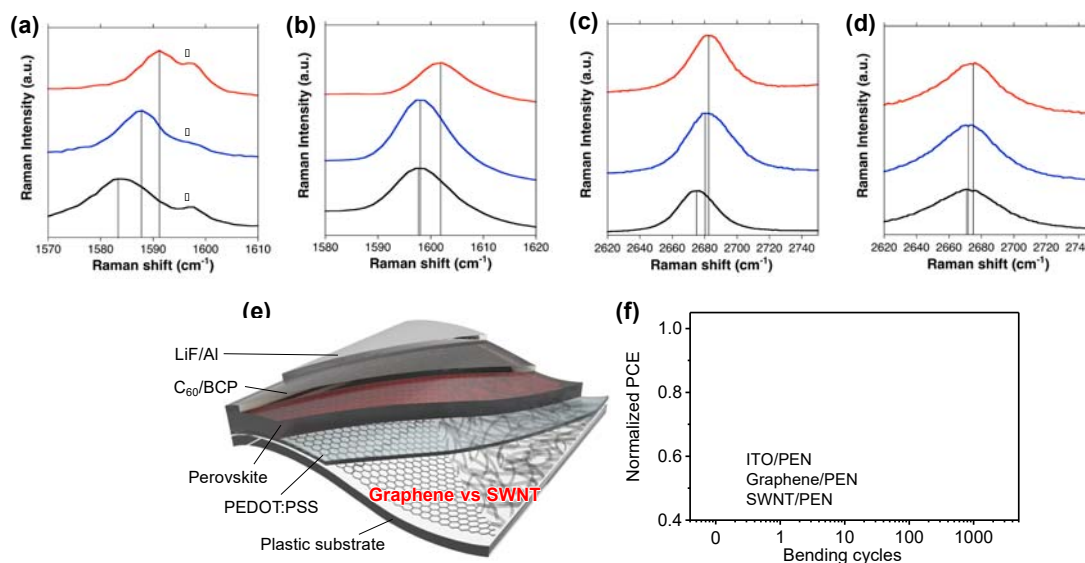 (a)
(b)
(c)
(d)
Raman Intensity (a.u.)
Raman Intensity (a.u.)
Raman Intensity (a.u.)
Raman Intensity (a.u.)
1570 1580 1590 1600 1610
1580 1590 1600 1610 1620
2620 2640 2660 2680 2700 2720 2740
2620 2640 2660 2680 2700 2720
Raman shift (cm⁻¹)
Raman shift (cm⁻¹)
Raman shift (cm⁻¹)
Raman shift (cm⁻¹)
(e)
LiF/Al
C₆₀/BCP
Perovskite
PEDOT:PSS
Plastic substrate
Graphene vs SWNT
(f)
Normalized PCE
1.0
0.8
0.6
0.4
ITO/PEN
Graphene/PEN
SWNT/PEN
0 1 10 100 1000
Bending cycles